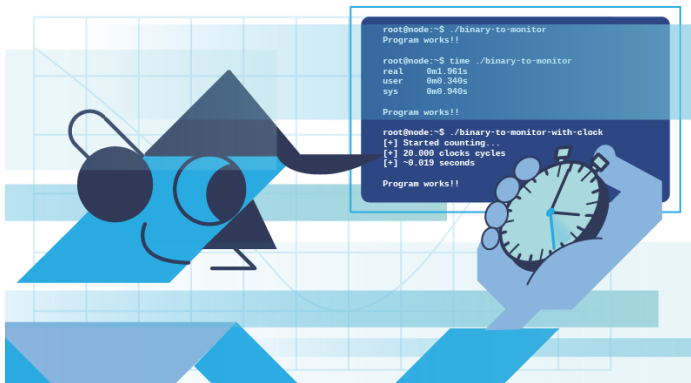 root@node:~$ ./binary-to-monitor
Program works!!
root@node:~$ time ./binary-to-monitor
real 0m1.961s
user 0m0.340s
sys 0m0.940s
Program works!!
root@node:~$ ./binary-to-monitor-with-clock
[+] Started counting...
[+] 20.000 clocks cycles
[+] ~0.019 seconds
Program works!!